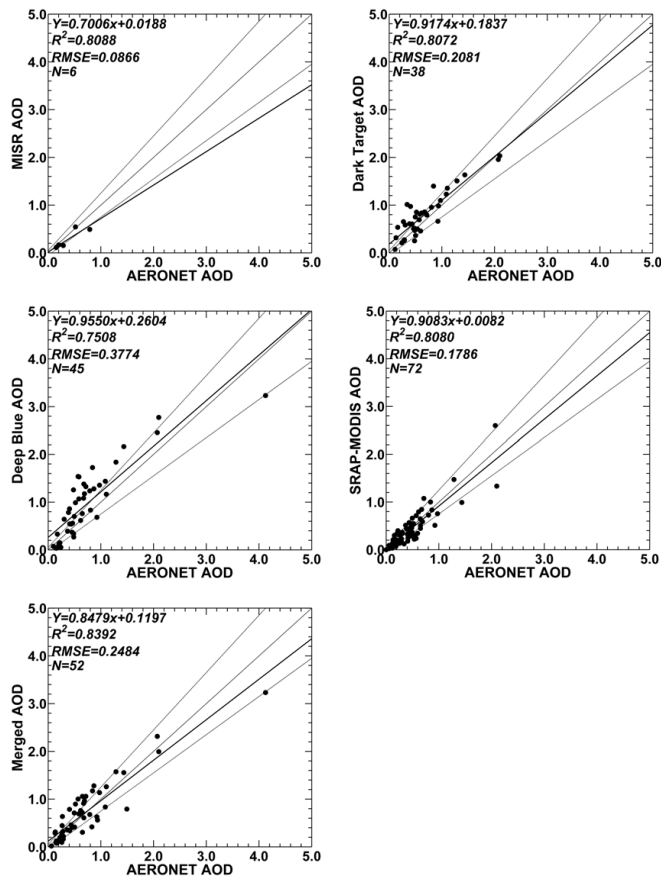 Y=0.7006x+0.0188
R²=0.8088
RMSE=0.0866
N=6
5.0
4.0
3.0
2.0
1.0
0.0
MISR AOD
0.0 1.0 2.0 3.0 4.0 5.0
AERONET AOD
Y=0.9174x+0.1837
R²=0.8072
RMSE=0.2081
N=38
5.0
4.0
3.0
2.0
1.0
0.0
Dark Target AOD
0.0 1.0 2.0 3.0 4.0 5.0
AERONET AOD
Y=0.9550x+0.2604
R²=0.7508
RMSE=0.3774
N=45
5.0
4.0
3.0
2.0
1.0
0.0
Deep Blue AOD
0.0 1.0 2.0 3.0 4.0 5.0
AERONET AOD
Y=0.9083x+0.0082
R²=0.8080
RMSE=0.1786
N=72
5.0
4.0
3.0
2.0
1.0
0.0
SRAP-MODIS AOD
0.0 1.0 2.0 3.0 4.0 5.0
AERONET AOD
Y=0.8479x+0.1197
R²=0.8392
RMSE=0.2484
N=52
5.0
4.0
3.0
2.0
1.0
0.0
Merged AOD
0.0 1.0 2.0 3.0 4.0 5.0
AERONET AOD